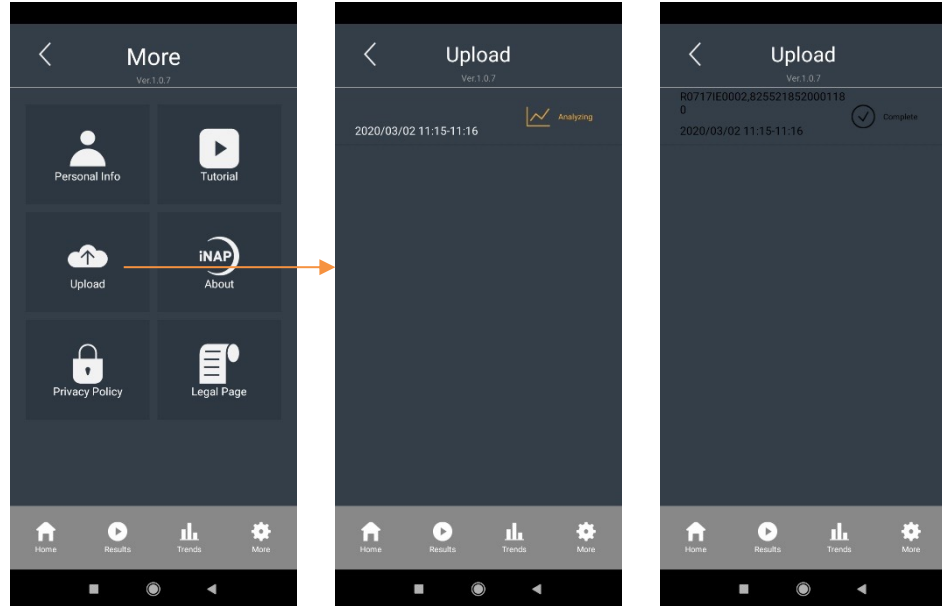 More
Ver.1.0.7
Personal Info
Tutorial
Upload
iNAP
About
Privacy Policy
Legal Page
Home
Results
Trends
More
Upload
Ver.1.0.7
Analyzing
2020/03/02 11:15-11:16
Home
Results
Trends
More
Upload
Ver.1.0.7
R0717IE0002,825521852000118
0
Complete
2020/03/02 11:15-11:16
Home
Results
Trends
More